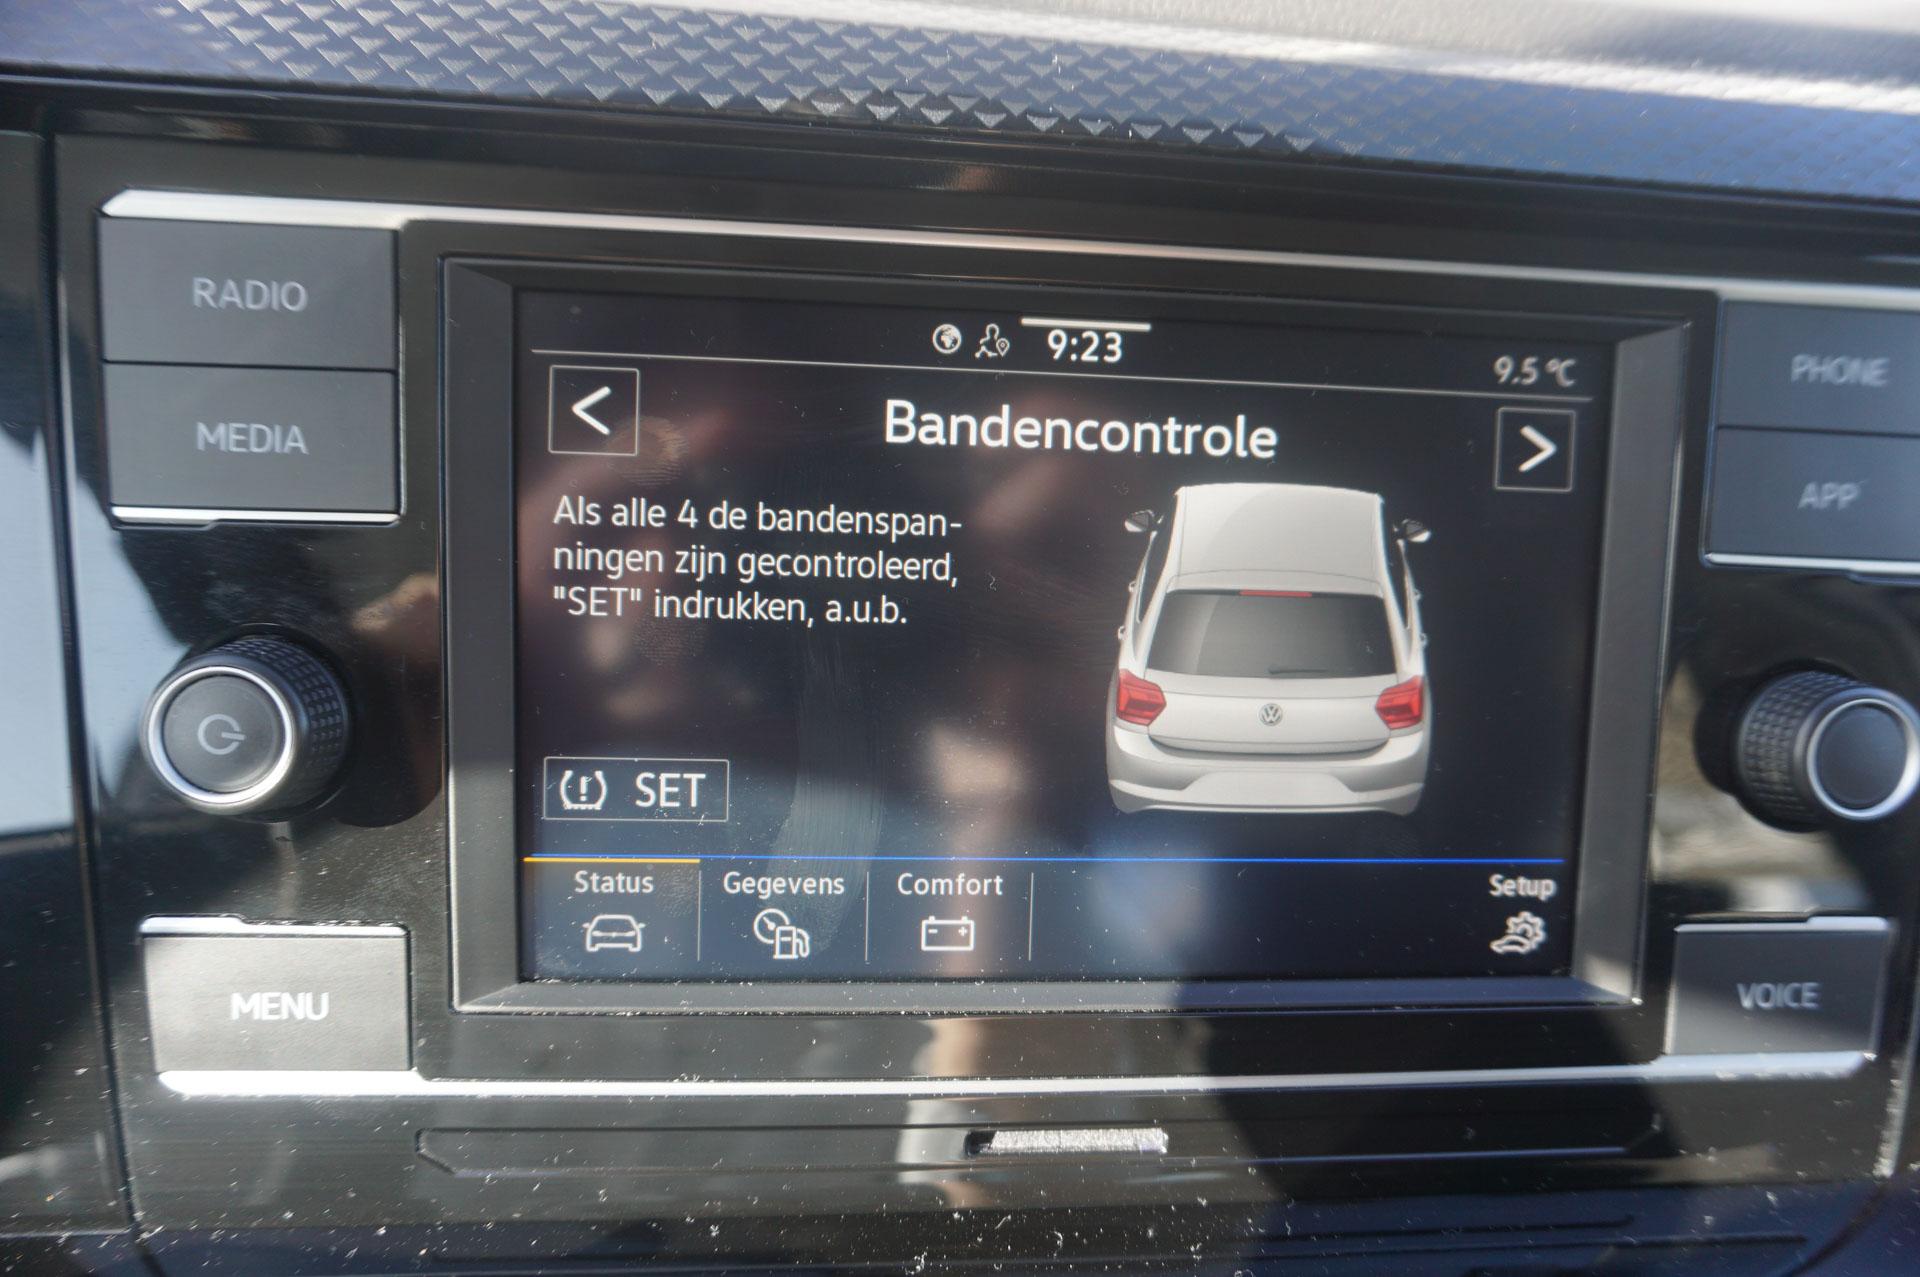 RADIO
MEDIA
MENU
9:23
9.5 °C
<
Bandencontrole
>
Als alle 4 de bandenspan-
ningen zijn gecontroleerd,
"SET" indrukken, a.u.b.
SET
Status
Gegevens
Comfort
Setup
PHONE
APP
VOICE